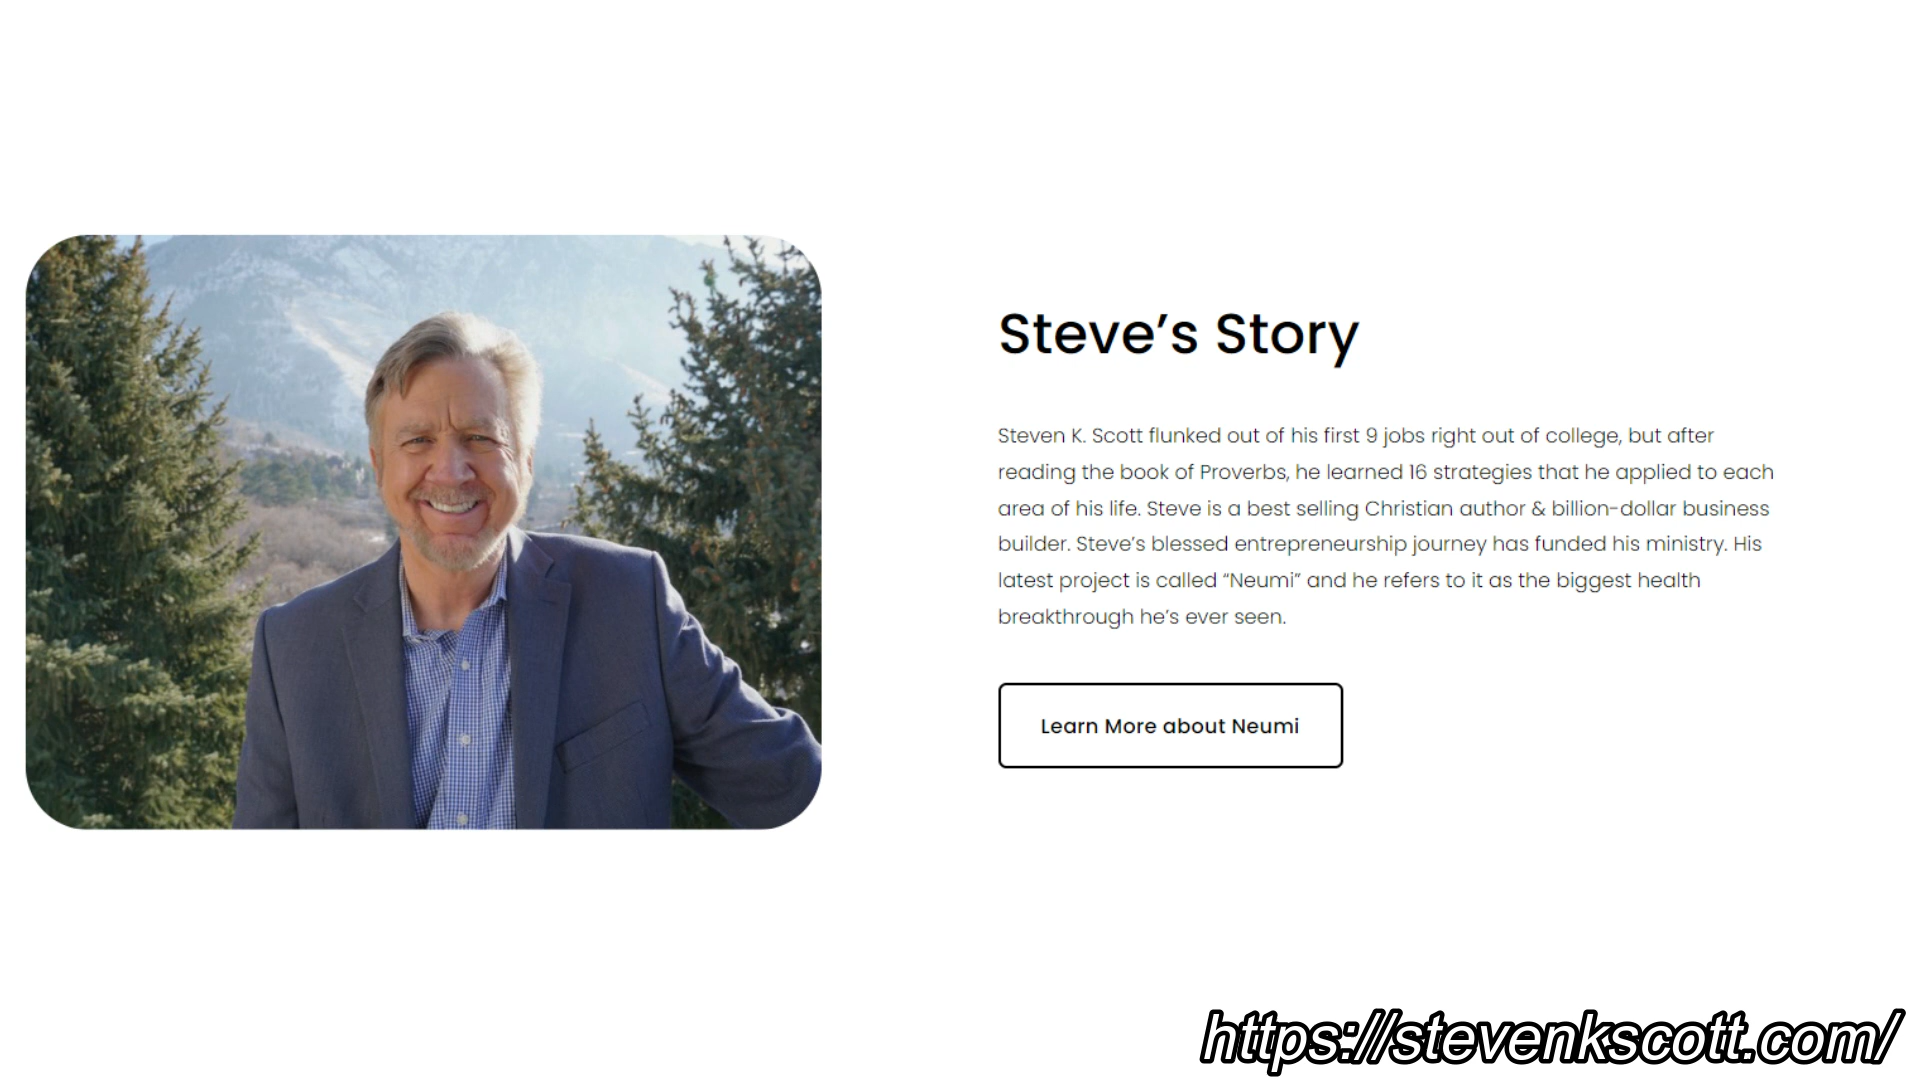 Steve’s Story
Steven K. Scott flunked out of his first 9 jobs right out of college, but after
reading the book of Proverbs, he learned 16 strategies that he applied to each
area of his life. Steve is a best selling Christian author & billion-dollar business
builder. Steve’s blessed entrepreneurship journey has funded his ministry. His
latest project is called “Neumi” and he refers to it as the biggest health
breakthrough he’s ever seen.
Learn More about Neumi
https://stevenkscott.com/